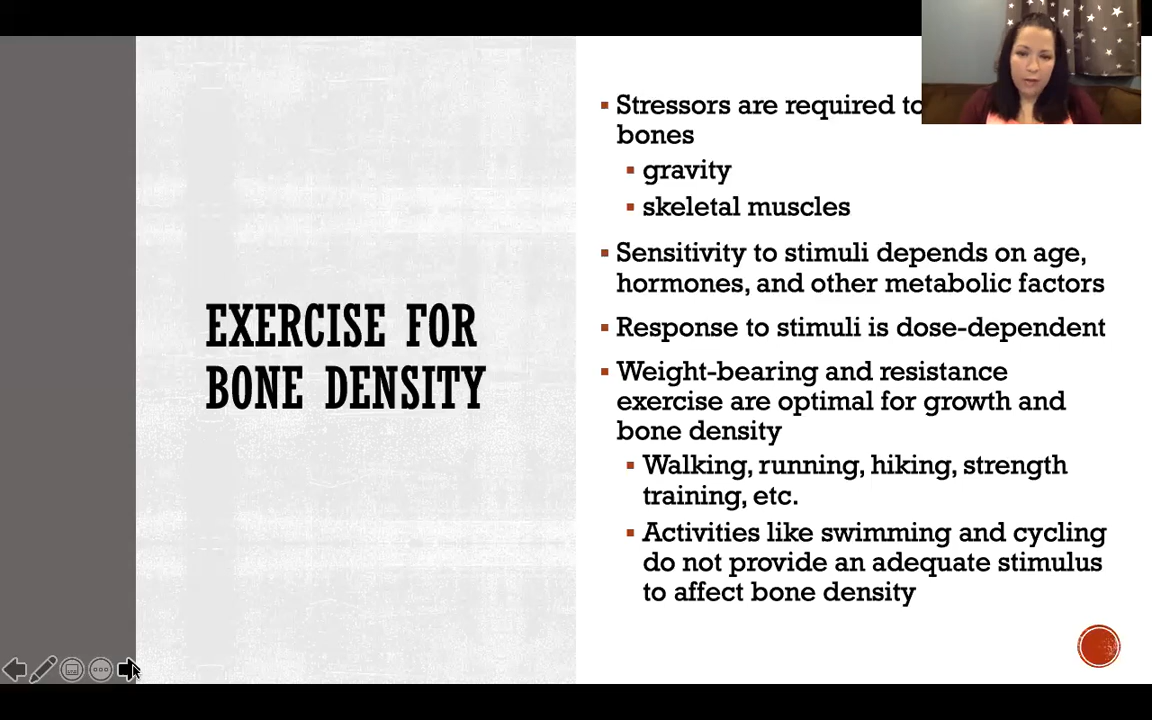 EXERCISE FOR
BONE DENSITY
Stressors are required to
bones
gravity
skeletal muscles
Sensitivity to stimuli depends on age,
hormones, and other metabolic factors
Response to stimuli is dose-dependent
Weight-bearing and resistance
exercise are optimal for growth and
bone density
Walking, running, hiking, strength
training, etc.
Activities like swimming and cycling
do not provide an adequate stimulus
to affect bone density